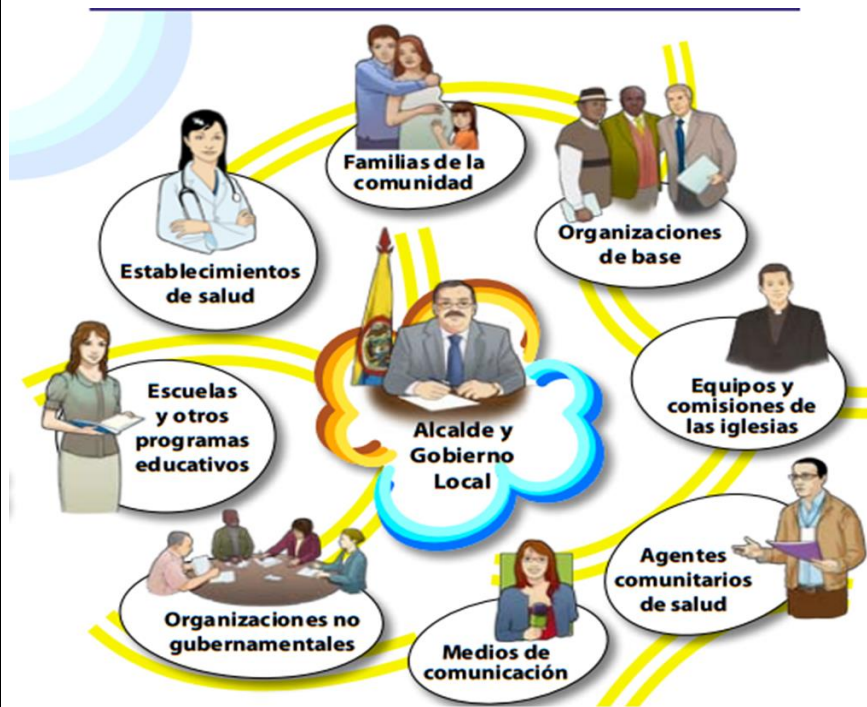 Familias de la
comunidad
Organizaciones
de base
Establecimientos
de salud
Equipos y
comisiones de
las iglesias
Escuelas
y otros
programas
educativos
Alcalde y
Gobierno
Local
Agentes
comunitarios
de salud
Organizaciones no
gubernamentales
Medios de
comunicación